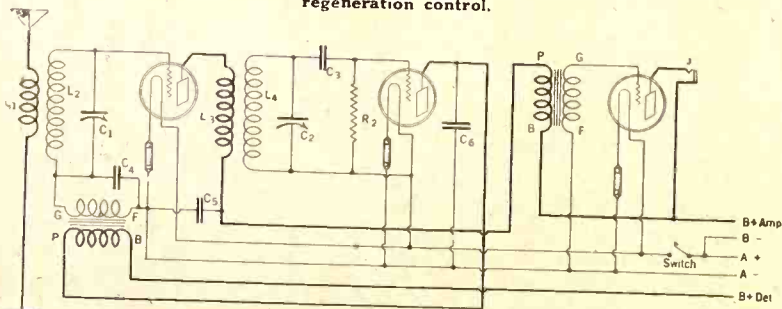 regeneration control.
L1
L2
C1
C4
G
F
P
B
L3
C5
L4
C2
C3
R2
C6
P
G
B
F
J
B+ Amp
B -
A +
Switch
A -
B+ Det